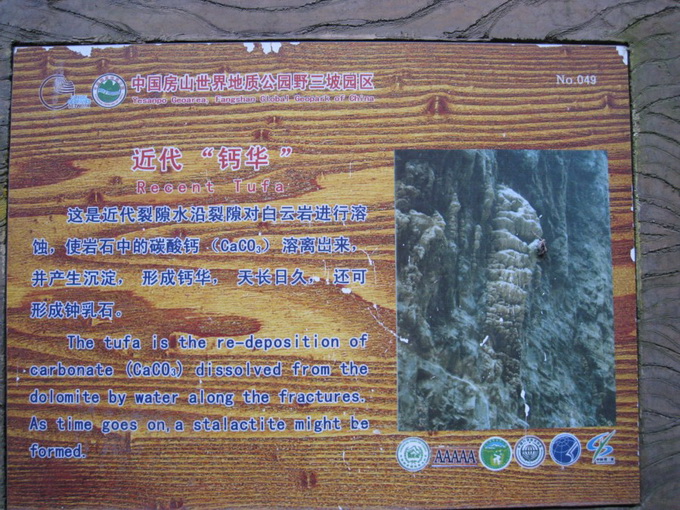 中国房山世界地质公园野三坡园区
Yesanpo Geoarea, Fangshan Global Geopask of China
No.049
近代“钙华”
Recent Tufa
这是近代裂隙水沿裂隙对白云岩进行溶
蚀，使岩石中的碳酸钙（CaCO₃）溶离出来，
并产生沉淀， 形成钙华， 天长日久， 还可
形成钟乳石。
The tufa is the re-deposition of
carbonate (CaCO₃) dissolved from the
dolomite by water along the fractures.
As time goes on, a stalactite might be
formed.
AAAAA